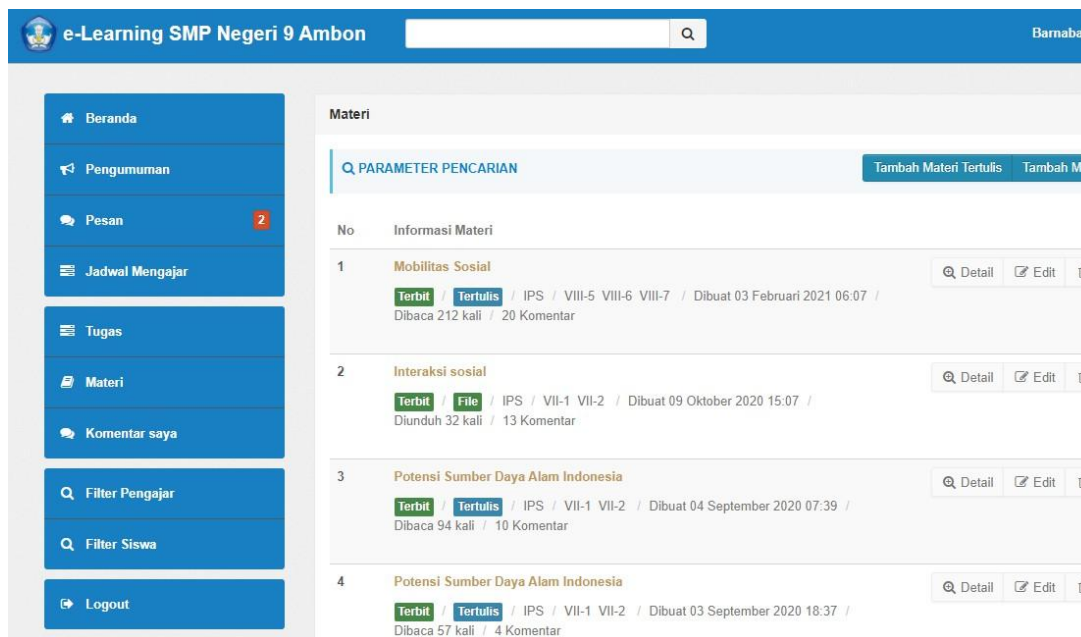 e-Learning SMP Negeri 9 Ambon
Beranda
Pengumuman
Pesan 2
Jadwal Mengajar
Tugas
Materi
Komentar saya
Filter Pengajar
Filter Siswa
Logout
Materi
PARAMETER PENCARIAN
Tambah Materi Tertulis Tambah
No Informasi Materi
1 Mobilitas Sosial Detail Edit
Terbit / Tertulis / IPS / VIII-5 VIII-6 VIII-7 / Dibuat 03 Februari 2021 06:07 /
Dibaca 212 kali / 20 Komentar
2 Interaksi sosial Detail Edit
Terbit / File / IPS / VII-1 VII-2 / Dibuat 09 Oktober 2020 15:07 /
Diunduh 32 kali / 13 Komentar
3 Potensi Sumber Daya Alam Indonesia Detail Edit
Terbit / Tertulis / IPS / VII-1 VII-2 / Dibuat 04 September 2020 07:39 /
Dibaca 94 kali / 10 Komentar
4 Potensi Sumber Daya Alam Indonesia Detail Edit
Terbit / Tertulis / IPS / VII-1 VII-2 / Dibuat 03 September 2020 18:37 /
Dibaca 57 kali / 4 Komentar